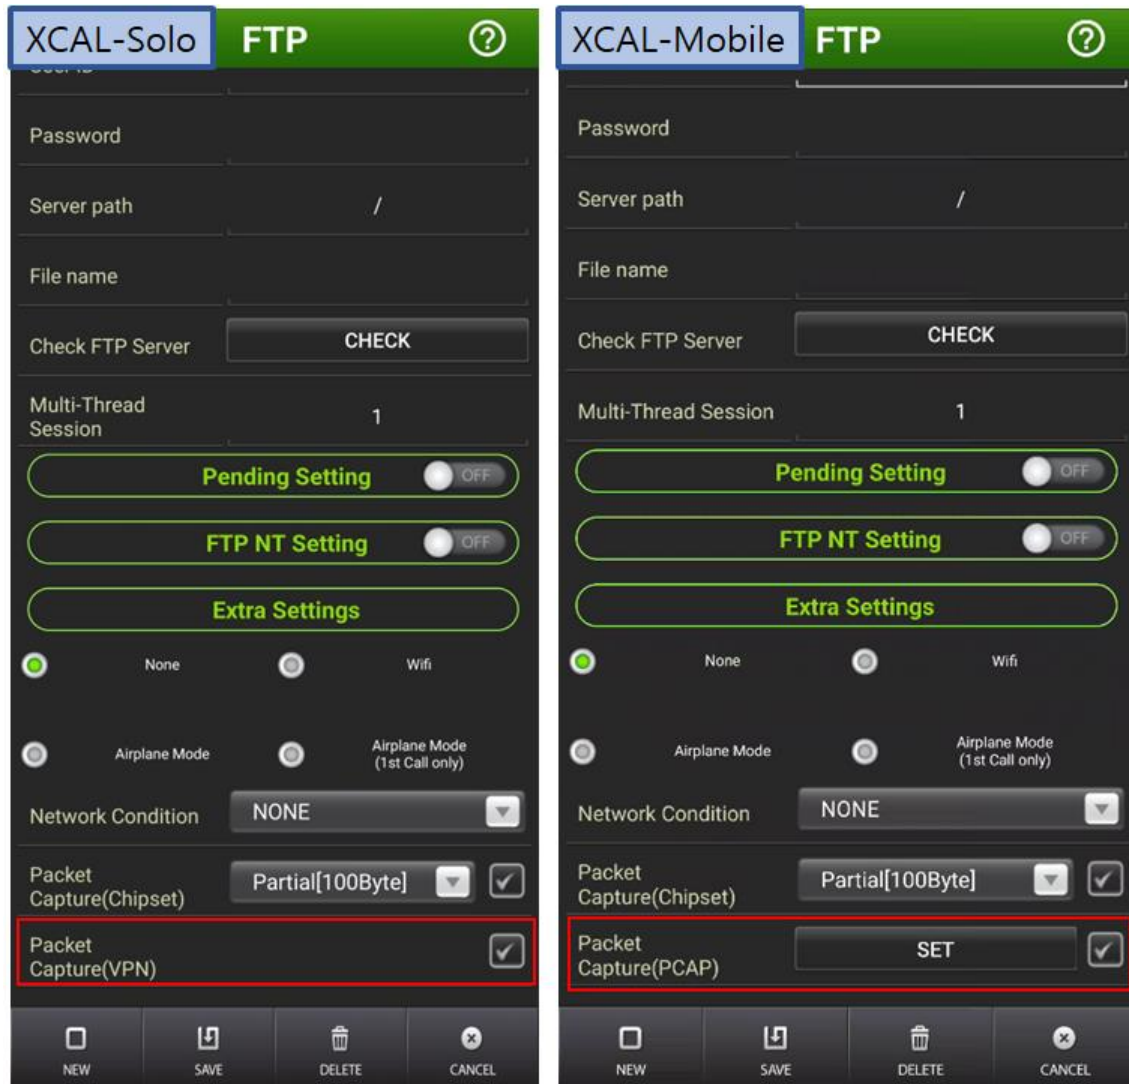 XCAL-Solo FTP ?
Password
Server path /
File name
Check FTP Server CHECK
Multi-Thread
Session 1
Pending Setting OFF
FTP NT Setting OFF
Extra Settings
None Wifi
Airplane Mode Airplane Mode
(1st Call only)
Network Condition NONE
Packet
Capture(Chipset) Partial[100Byte]
Packet
Capture(VPN)
NEW SAVE DELETE CANCEL
XCAL-Mobile FTP ?
Password
Server path /
File name
Check FTP Server CHECK
Multi-Thread Session 1
Pending Setting OFF
FTP NT Setting OFF
Extra Settings
None Wifi
Airplane Mode Airplane Mode
(1st Call only)
Network Condition NONE
Packet
Capture(Chipset) Partial[100Byte]
Packet
Capture(PCAP) SET
NEW SAVE DELETE CANCEL